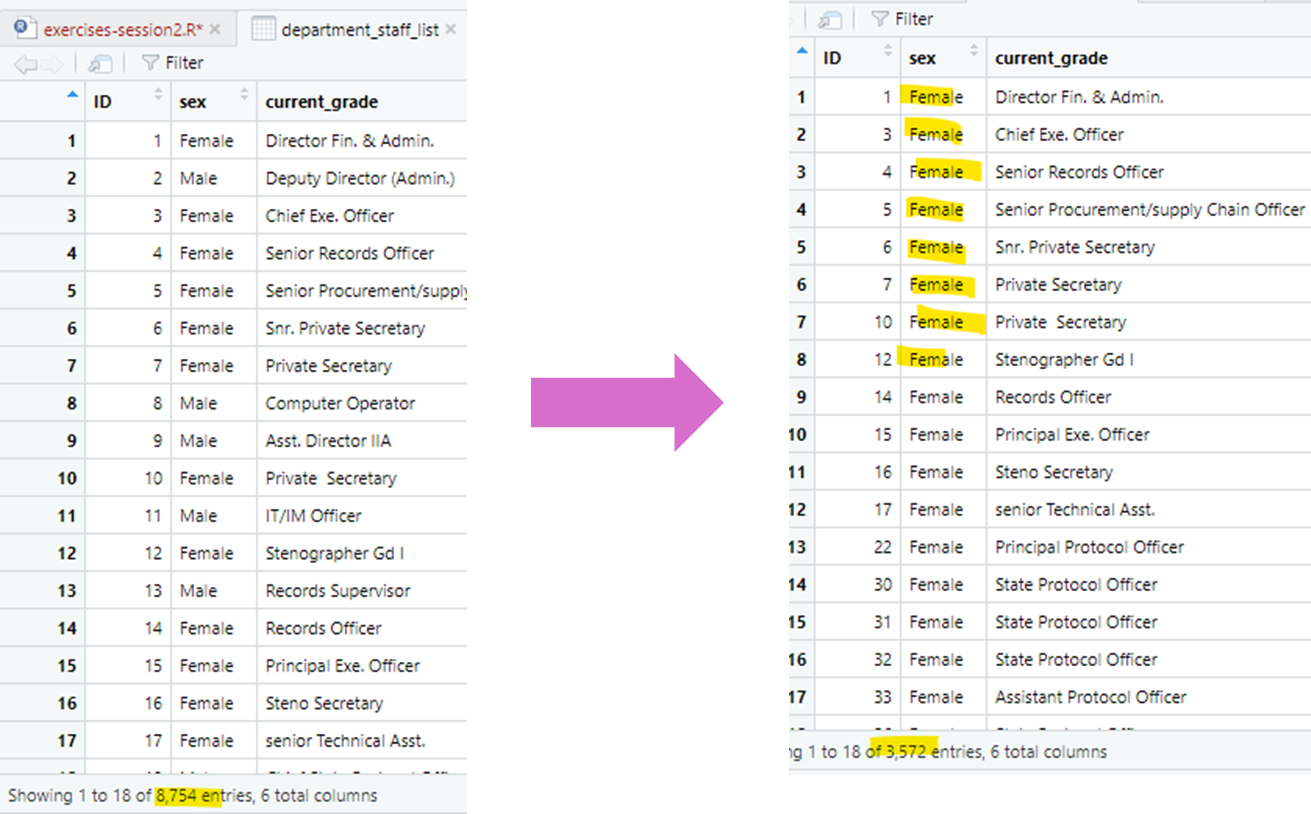 exercises-session2.R* × department_staff_list ×
Filter
ID sex current_grade
1 1 Female Director Fin. & Admin.
2 2 Male Deputy Director (Admin.)
3 3 Female Chief Exe. Officer
4 4 Female Senior Records Officer
5 5 Female Senior Procurement/supply
6 6 Female Snr. Private Secretary
7 7 Female Private Secretary
8 8 Male Computer Operator
9 9 Male Asst. Director IIA
10 10 Female Private  Secretary
11 11 Male IT/IM Officer
12 12 Female Stenographer Gd I
13 13 Male Records Supervisor
14 14 Female Records Officer
15 15 Female Principal Exe. Officer
16 16 Female Steno Secretary
17 17 Female senior Technical Asst.
Showing 1 to 18 of 8,754 entries, 6 total columns
Filter
ID sex current_grade
1 1 Female Director Fin. & Admin.
2 3 Female Chief Exe. Officer
3 4 Female Senior Records Officer
4 5 Female Senior Procurement/supply Chain Officer
5 6 Female Snr. Private Secretary
6 7 Female Private Secretary
7 10 Female Private  Secretary
8 12 Female Stenographer Gd I
9 14 Female Records Officer
10 15 Female Principal Exe. Officer
11 16 Female Steno Secretary
12 17 Female senior Technical Asst.
13 22 Female Principal Protocol Officer
14 30 Female State Protocol Officer
15 31 Female State Protocol Officer
16 32 Female State Protocol Officer
17 33 Female Assistant Protocol Officer
ng 1 to 18 of 3,572 entries, 6 total columns